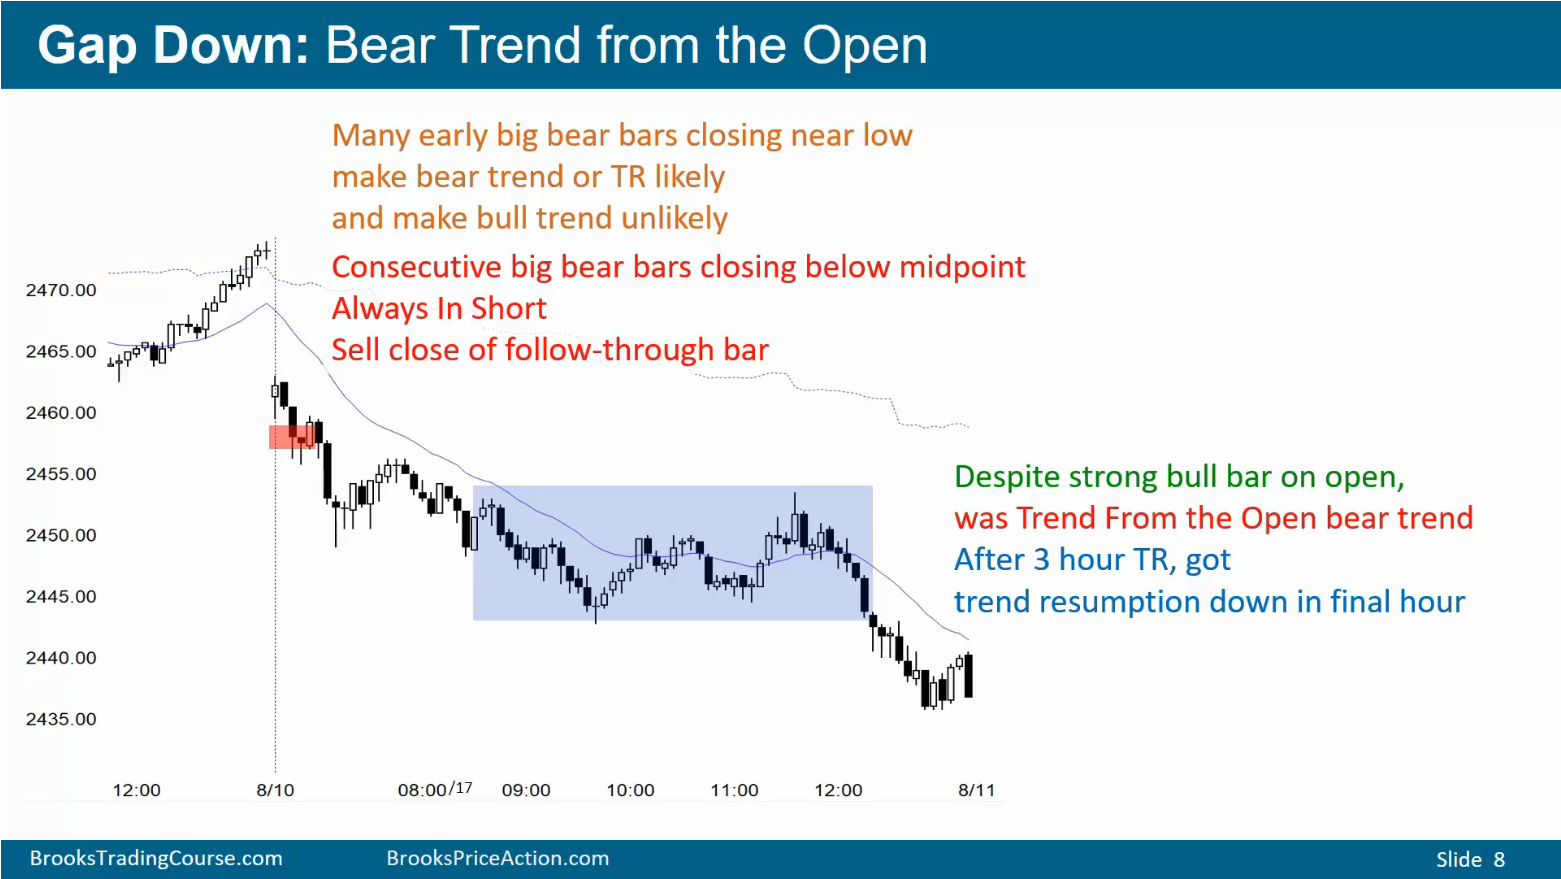 Gap Down: Bear Trend from the Open
Many early big bear bars closing near low
make bear trend or TR likely
and make bull trend unlikely
Consecutive big bear bars closing below midpoint
Always In Short
Sell close of follow-through bar
2470.00
2465.00
2460.00
2455.00
2450.00
2445.00
2440.00
2435.00
Despite strong bull bar on open,
was Trend From the Open bear trend
After 3 hour TR, got
trend resumption down in final hour
12:00 8/10 08:00/17 09:00 10:00 11:00 12:00 8/11
BrooksTradingCourse.com BrooksPriceAction.com Slide 8